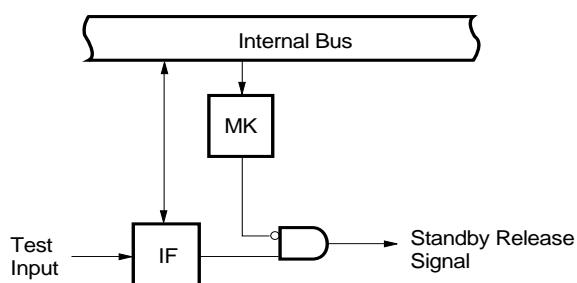 Internal Bus
MK
Test
Input
IF
Standby Release
Signal